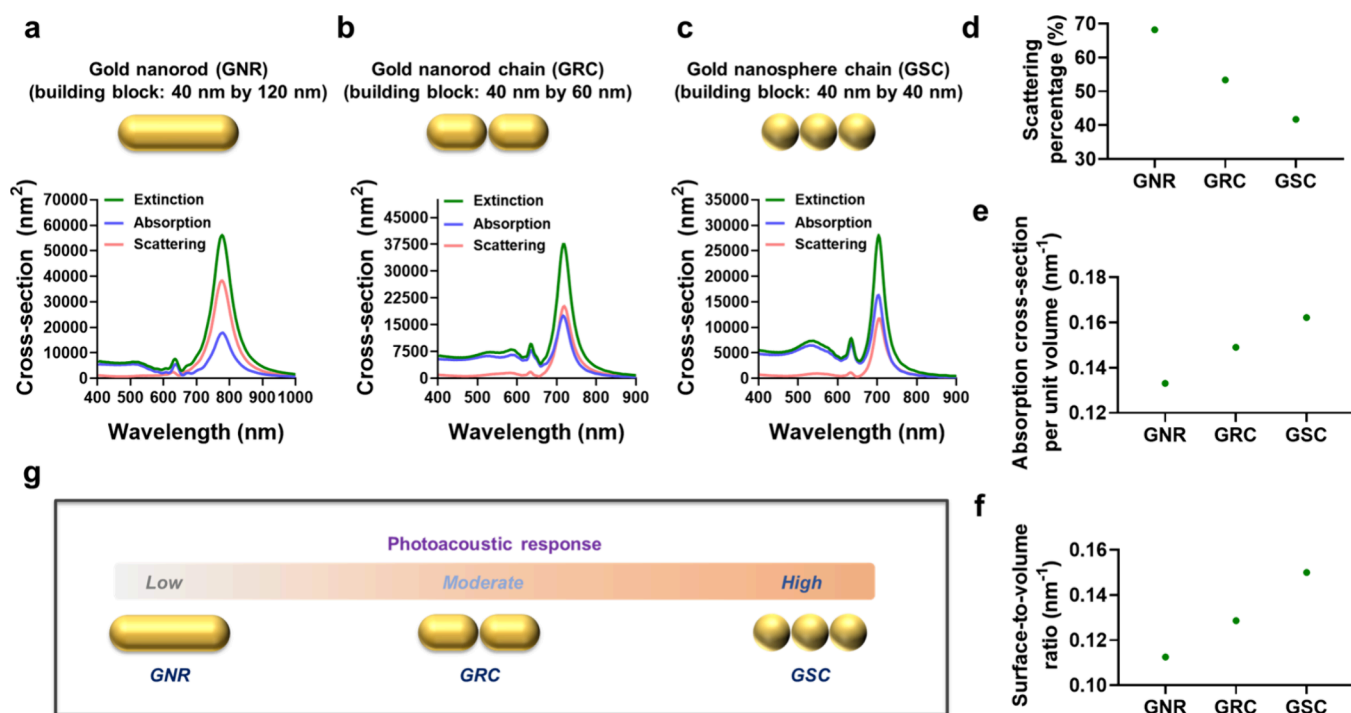 a
Gold nanorod (GNR)
(building block: 40 nm by 120 nm)
Cross-section (nm²)
70000
60000
50000
40000
30000
20000
10000
0
Extinction
Absorption
Scattering
400 500 600 700 800 900 1000
Wavelength (nm)
b
Gold nanorod chain (GRC)
(building block: 40 nm by 60 nm)
Cross-section (nm²)
45000
37500
30000
22500
15000
7500
0
Extinction
Absorption
Scattering
400 500 600 700 800 900
Wavelength (nm)
c
Gold nanosphere chain (GSC)
(building block: 40 nm by 40 nm)
Cross-section (nm²)
35000
30000
25000
20000
15000
10000
5000
0
Extinction
Absorption
Scattering
400 500 600 700 800 900
Wavelength (nm)
d
Scattering
percentage (%)
70
60
50
40
30
GNR GRC GSC
e
Absorption cross-section
per unit volume (nm⁻¹)
0.18
0.16
0.14
0.12
GNR GRC GSC
f
Surface-to-volume
ratio (nm⁻¹)
0.16
0.14
0.12
0.10
GNR GRC GSC
g
Photoacoustic response
Low Moderate High
GNR GRC GSC